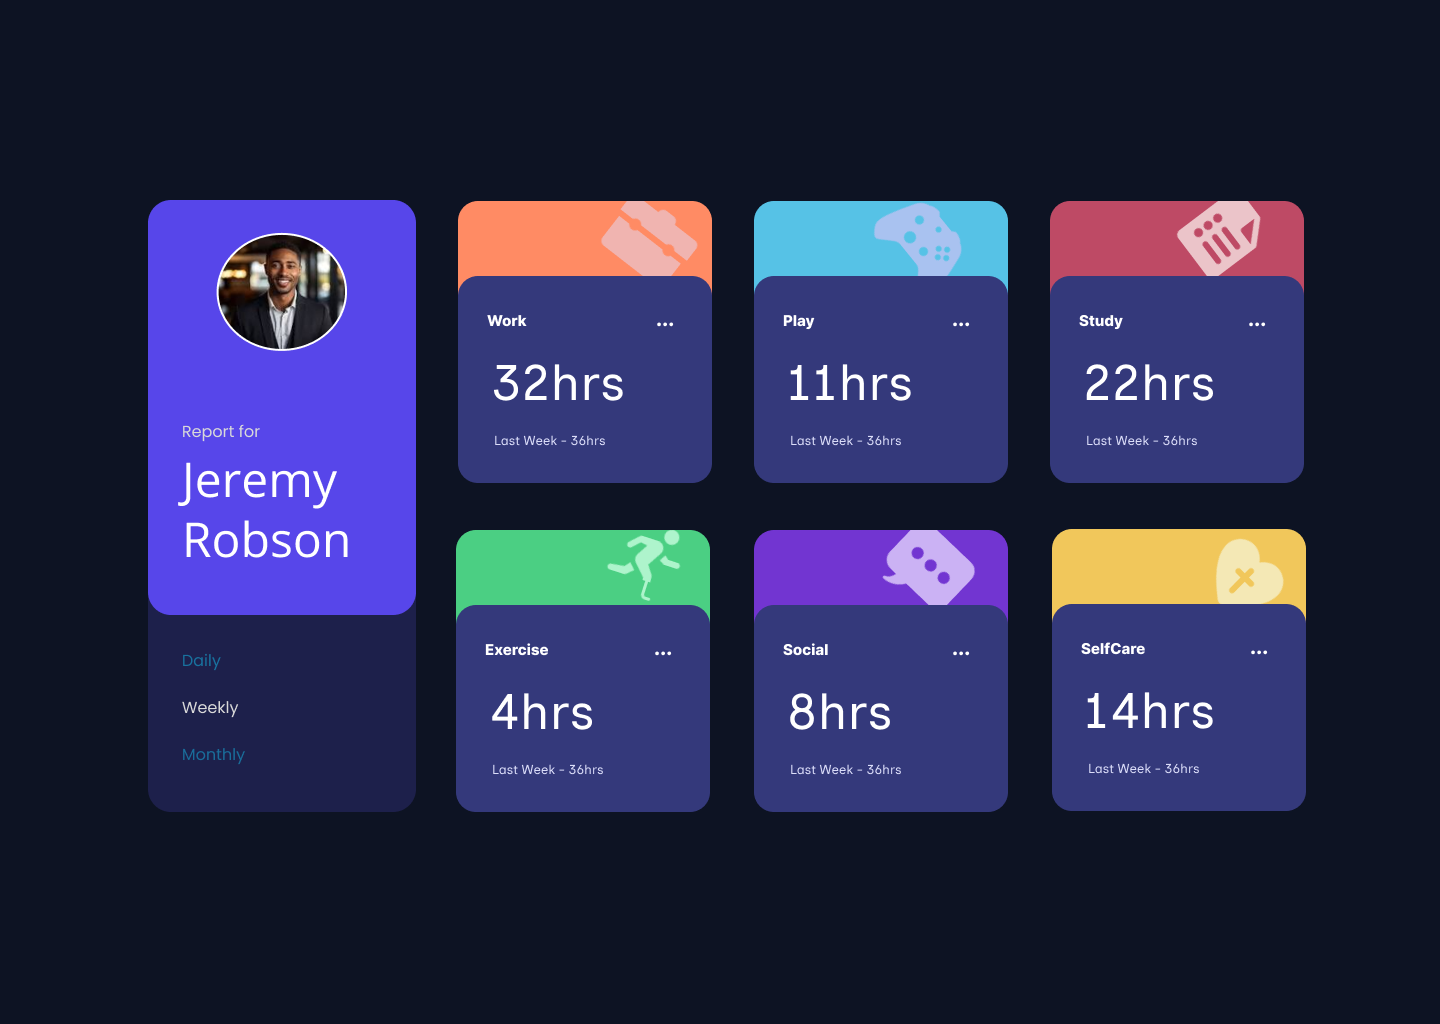 Report for
Jeremy
Robson
Daily
Weekly
Monthly
Work
...
32hrs
Last Week - 36hrs
Play
...
11hrs
Last Week - 36hrs
Study
...
22hrs
Last Week - 36hrs
Exercise
...
4hrs
Last Week - 36hrs
Social
...
8hrs
Last Week - 36hrs
SelfCare
...
14hrs
Last Week - 36hrs